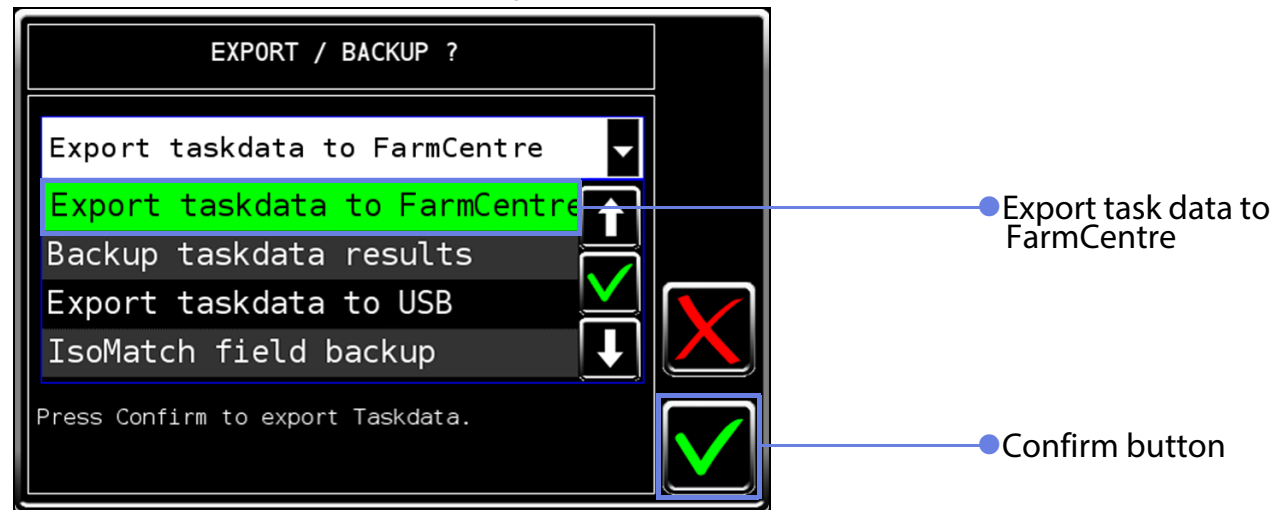 EXPORT / BACKUP ?
Export taskdata to FarmCentre
Export taskdata to FarmCentre
Backup taskdata results
Export taskdata to USB
IsoMatch field backup
Press Confirm to export Taskdata.
Export task data to
FarmCentre
Confirm button